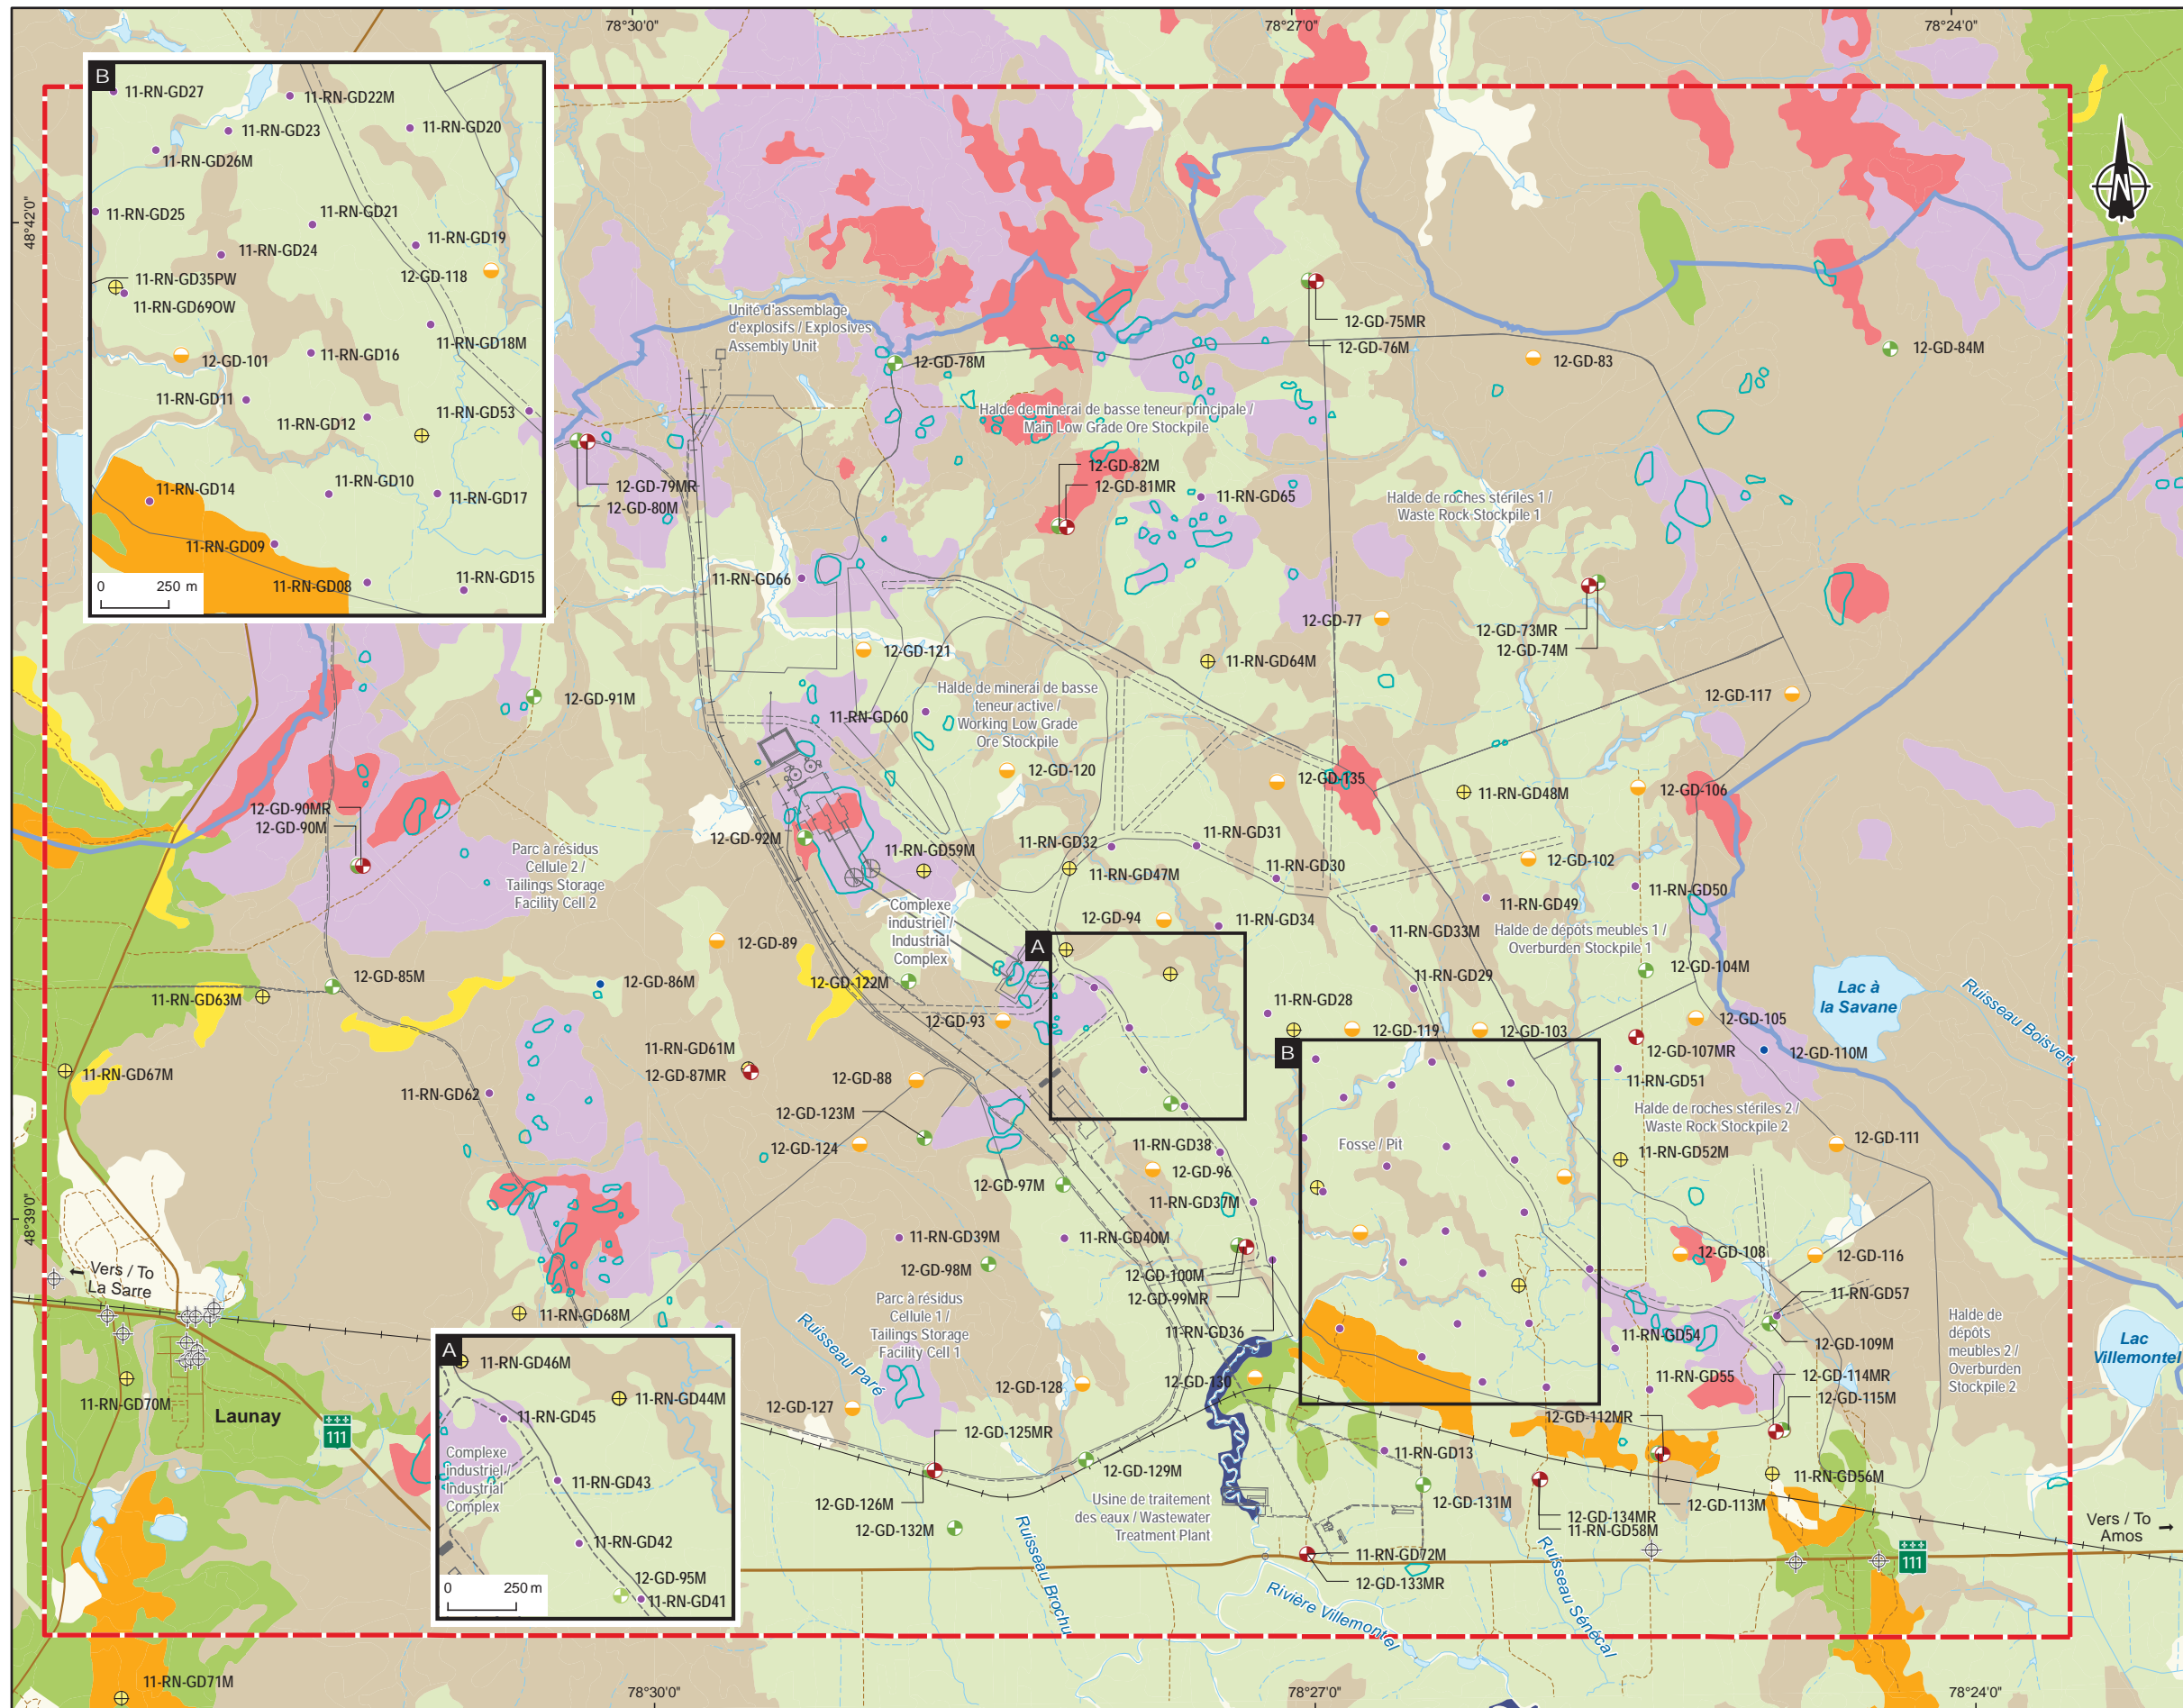 78°30'0"
78°27'0"
78°24'0"
48°42'0"
48°39'0"
B
11-RN-GD27
11-RN-GD22M
11-RN-GD23
11-RN-GD20
11-RN-GD26M
11-RN-GD25
11-RN-GD21
11-RN-GD19
11-RN-GD24
12-GD-118
11-RN-GD35PW
11-RN-GD69OW
11-RN-GD18M
11-RN-GD16
12-GD-101
11-RN-GD11
11-RN-GD53
11-RN-GD12
11-RN-GD14
11-RN-GD10
11-RN-GD17
11-RN-GD09
11-RN-GD08
11-RN-GD15
0
250 m
N
Unité d'assemblage
d'explosifs / Explosives
Assembly Unit
12-GD-75MR
12-GD-76M
12-GD-78M
12-GD-83
12-GD-84M
Halde de minerai de basse teneur principale /
Main Low Grade Ore Stockpile
12-GD-82M
12-GD-81MR
12-GD-79MR
12-GD-80M
11-RN-GD65
Halde de roches stériles 1 /
Waste Rock Stockpile 1
11-RN-GD66
12-GD-77
12-GD-73MR
12-GD-74M
12-GD-121
11-RN-GD64M
12-GD-91M
Halde de minerai de basse
teneur active /
Working Low Grade
Ore Stockpile
11-RN-GD60
12-GD-117
12-GD-120
12-GD-135
11-RN-GD48M
12-GD-106
12-GD-90MR
12-GD-90M
12-GD-92M
11-RN-GD59M
11-RN-GD32
11-RN-GD31
11-RN-GD47M
11-RN-GD30
12-GD-102
Parc à résidus
Cellule 2 /
Tailings Storage
Facility Cell 2
11-RN-GD50
11-RN-GD49
Complexe
industriel /
Industrial
Complex
12-GD-94
11-RN-GD34
11-RN-GD33M
Halde de dépôts meubles 1 /
Overburden Stockpile 1
12-GD-89
A
12-GD-104M
12-GD-85M
12-GD-86M
12-GD-122M
11-RN-GD29
11-RN-GD63M
11-RN-GD28
Lac à
la Savane
Ruisseau Boisvert
12-GD-93
12-GD-119
12-GD-103
12-GD-105
B
12-GD-107MR
12-GD-110M
11-RN-GD61M
12-GD-87MR
11-RN-GD67M
12-GD-88
11-RN-GD51
11-RN-GD62
12-GD-123M
Halde de roches stériles 2 /
Waste Rock Stockpile 2
12-GD-124
11-RN-GD38
Fosse / Pit
12-GD-111
11-RN-GD52M
12-GD-96
12-GD-97M
11-RN-GD37M
11-RN-GD39M
11-RN-GD40M
12-GD-108
12-GD-116
12-GD-98M
12-GD-100M
12-GD-99MR
Vers / To
La Sarre
11-RN-GD57
Parc à résidus
Cellule 1 /
Tailings Storage
Facility Cell 1
11-RN-GD68M
Ruisseau Paré
11-RN-GD36
11-RN-GD54
12-GD-109M
Halde de
dépôts
meubles 2 /
Overburden
Stockpile 2
Lac
Villemontel
A
11-RN-GD46M
11-RN-GD44M
11-RN-GD45
Complexe
industriel /
Industrial
Complex
11-RN-GD43
11-RN-GD42
12-GD-95M
11-RN-GD41
0
250 m
12-GD-128
12-GD-130
12-GD-127
11-RN-GD55
12-GD-114MR
12-GD-115M
11-RN-GD70M
Launay
111
12-GD-125MR
12-GD-112MR
12-GD-129M
11-RN-GD13
11-RN-GD56M
12-GD-126M
12-GD-131M
12-GD-113M
Usine de traitement
des eaux / Wastewater
Treatment Plant
12-GD-132M
12-GD-134MR
11-RN-GD58M
Vers / To
Amos
111
11-RN-GD72M
12-GD-133MR
Ruisseau Brochu
Rivière Villemontel
Ruisseau Sénécal
11-RN-GD71M
78°30'0"
78°27'0"
78°24'0"